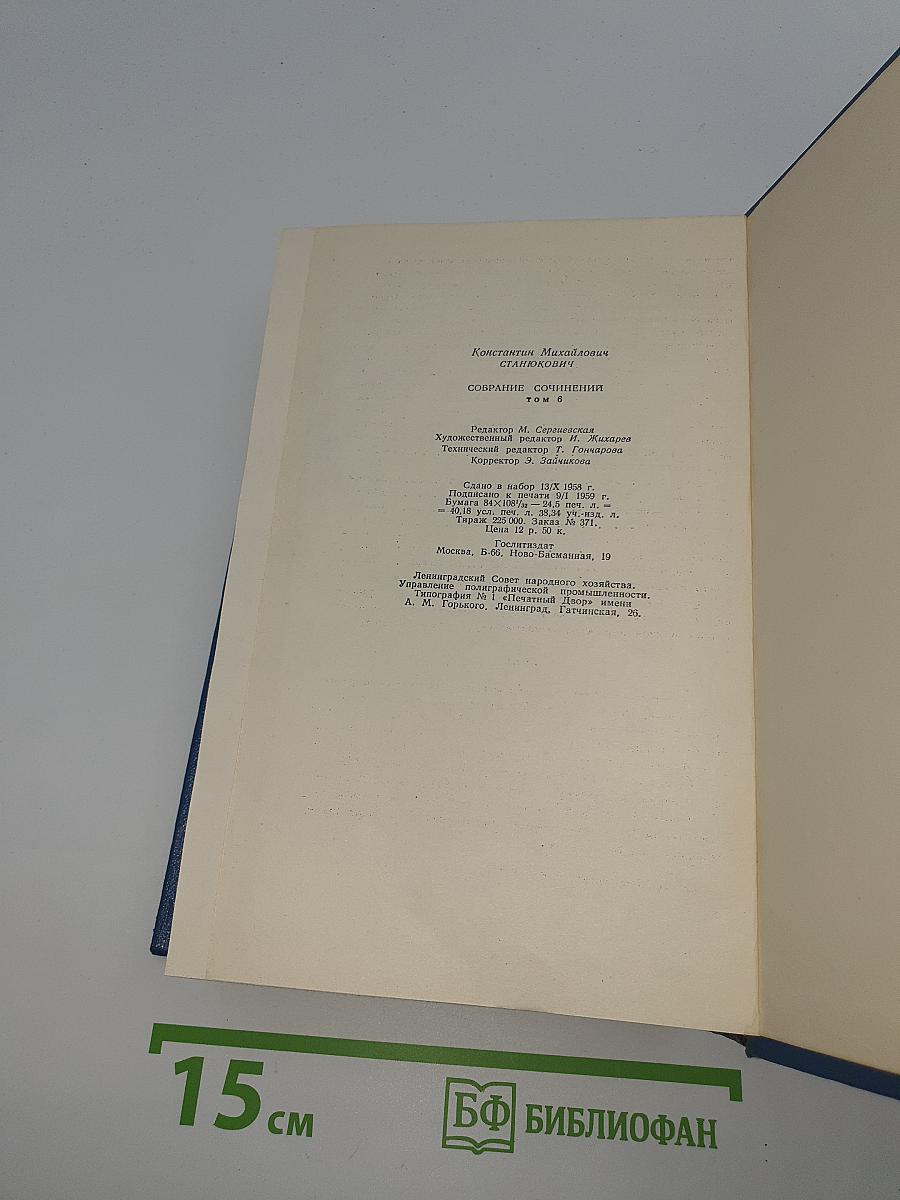 Константин Михайлович
СТАНЮКОВИЧ
СОБРАНИЕ СОЧИНЕНИЙ
том 6
Редактор М. Сергиевская
Художественный редактор И. Жихарев
Технический редактор Т. Гончарова
Корректор Э. Зайчикова
Сдано в набор 13/X 1958 г.
Подписано к печати 9/I 1959 г.
Бумага 84×108¹/₃₂ — 24,5 печ. л. =
= 40,18 усл. печ. л. 38,34 уч.-изд. л.
Тираж 225 000. Заказ № 371.
Цена 12 р. 50 к.
Гослитиздат
Москва, Б-66, Ново-Басманная, 19
Ленинградский Совет народного хозяйства.
Управление полиграфической промышленности.
Типография № 1 «Печатный Двор» имени
А. М. Горького. Ленинград, Гатчинская, 26.
15 см
БФ БИБЛИОФАН